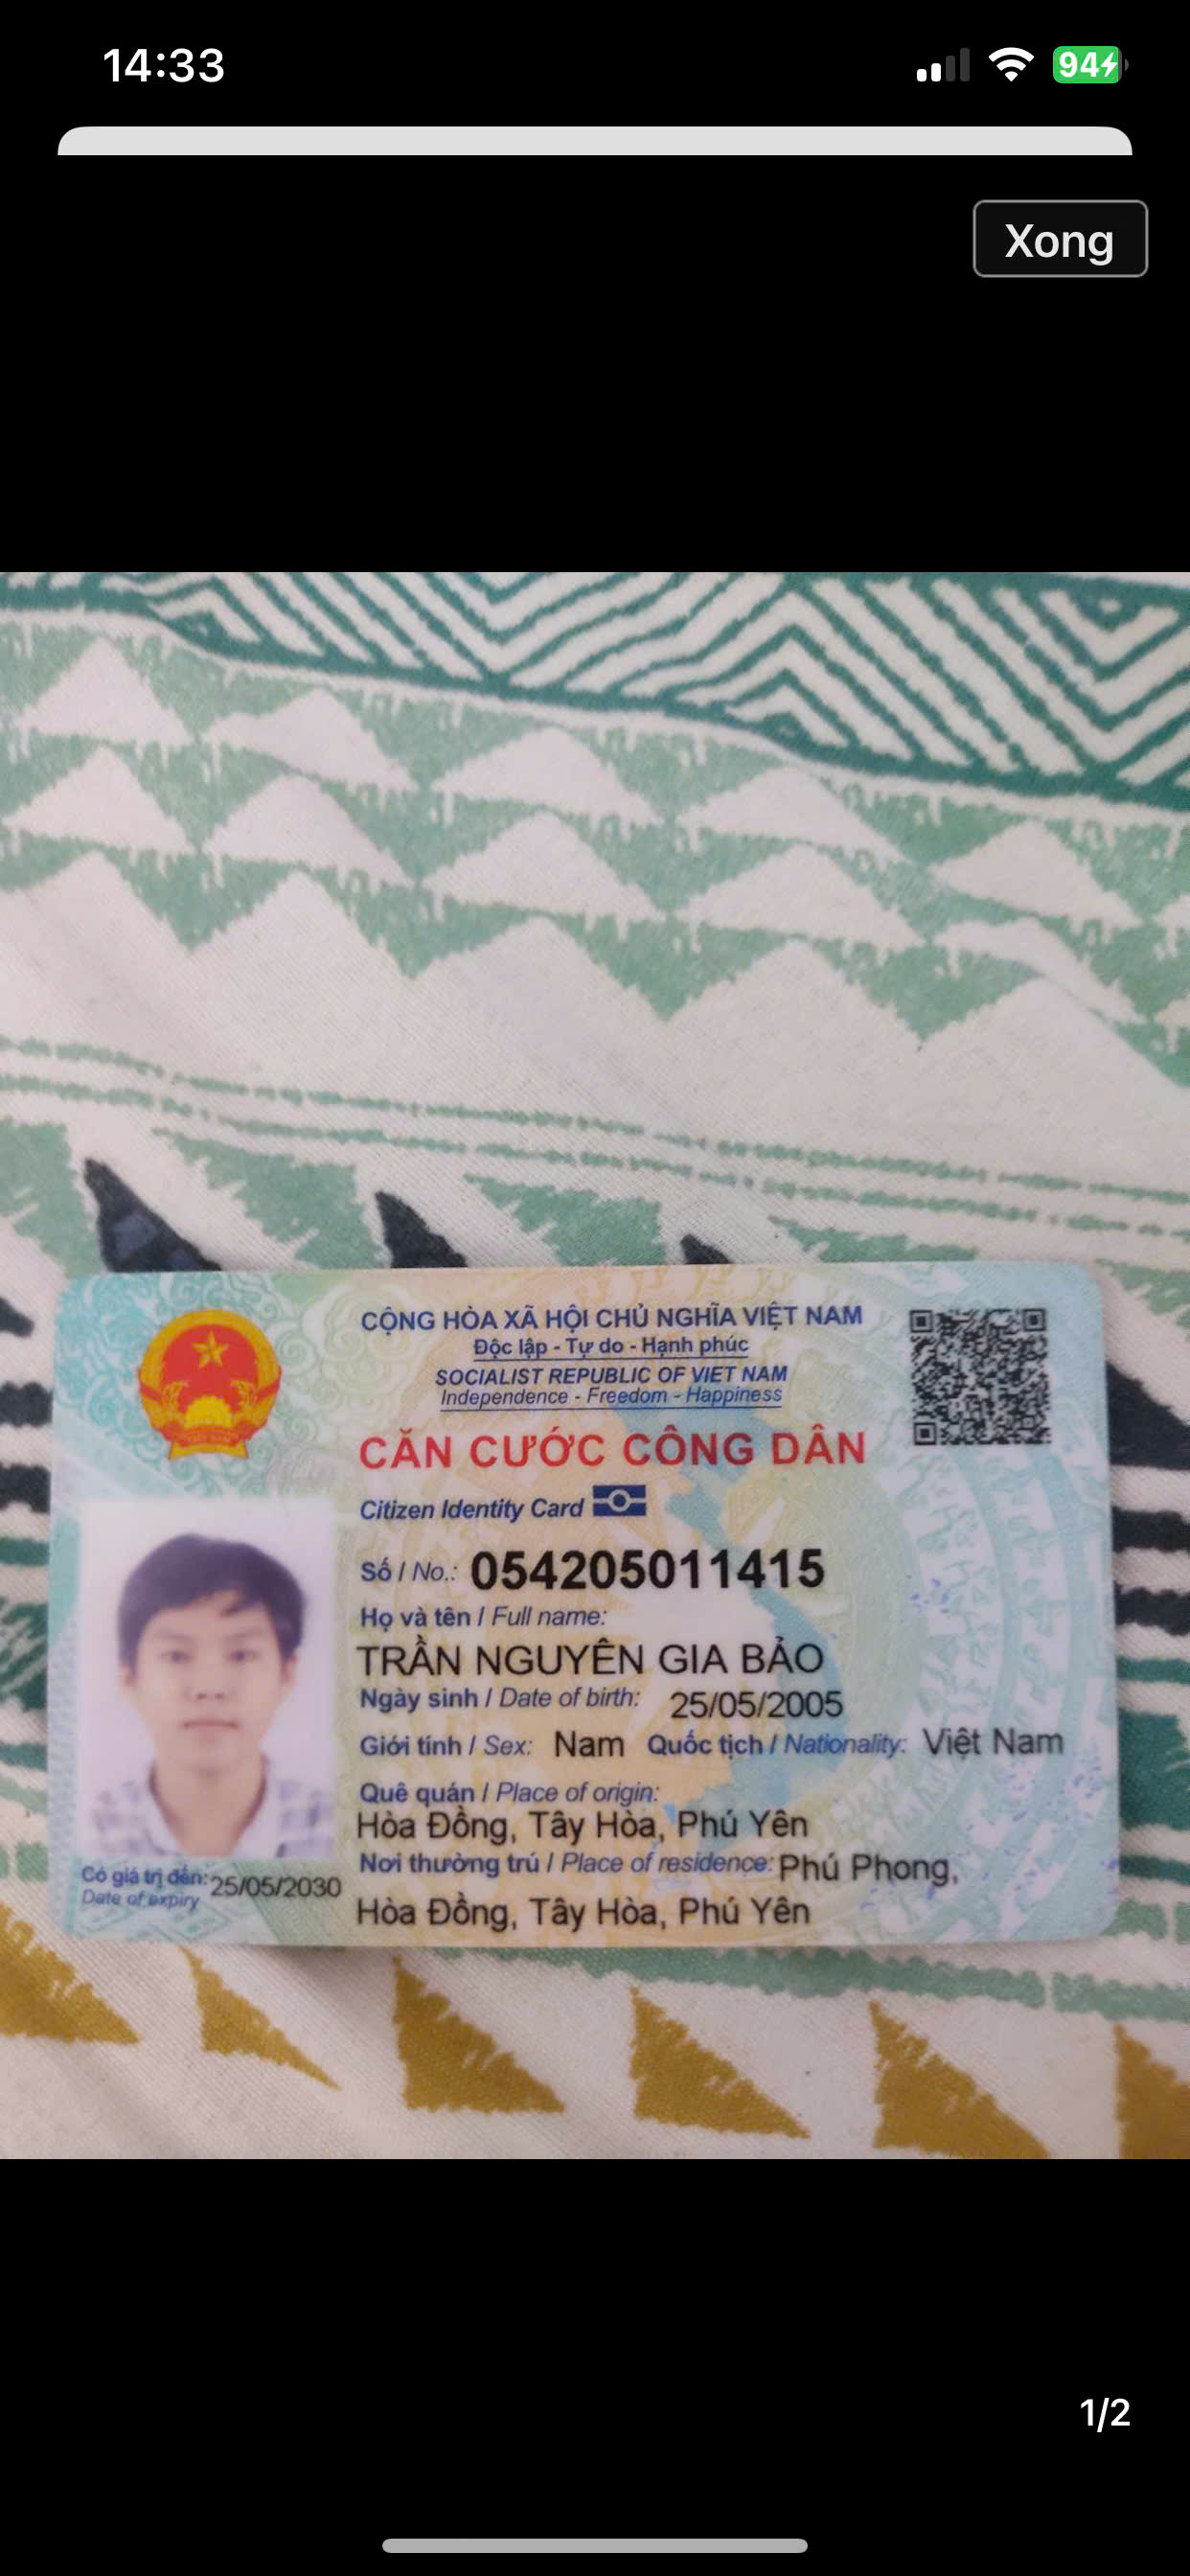 14:33
94
Xong
CỘNG HÒA XÃ HỘI CHỦ NGHĨA VIỆT NAM
Độc lập - Tự do - Hạnh phúc
SOCIALIST REPUBLIC OF VIET NAM
Independence - Freedom - Happiness
CĂN CƯỚC CÔNG DÂN
Citizen Identity Card
Số / No.: 054205011415
Họ và tên / Full name:
TRẦN NGUYÊN GIA BẢO
Ngày sinh / Date of birth: 25/05/2005
Giới tính / Sex: Nam Quốc tịch / Nationality: Việt Nam
Quê quán / Place of origin:
Hòa Đồng, Tây Hòa, Phú Yên
Nơi thường trú / Place of residence: Phú Phong,
Hòa Đồng, Tây Hòa, Phú Yên
Có giá trị đến: 25/05/2030
Date of expiry
1/2